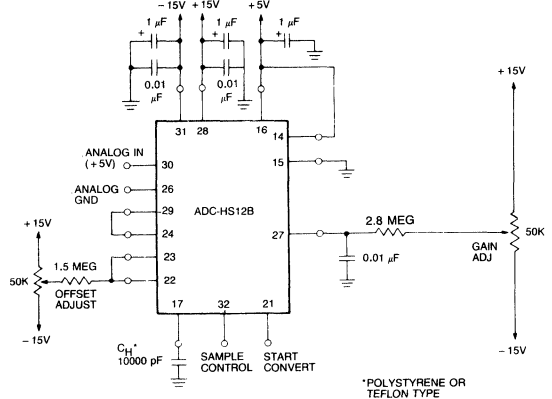 − 15V + 15V + 5V
1 μF 1 μF 1 μF
+ + +
0.01 μF 0.01 μF
31 28 16
14
15
ANALOG IN (+5V)
30
ANALOG GND
26
29
24
23
22
ADC-HS12B
27
2.8 MEG
0.01 μF
GAIN ADJ
+ 15V
50K
− 15V
+ 15V
50K
1.5 MEG
OFFSET ADJUST
− 15V
17 32 21
CH*
10000 pF
SAMPLE CONTROL
START CONVERT
*POLYSTYRENE OR
TEFLON TYPE